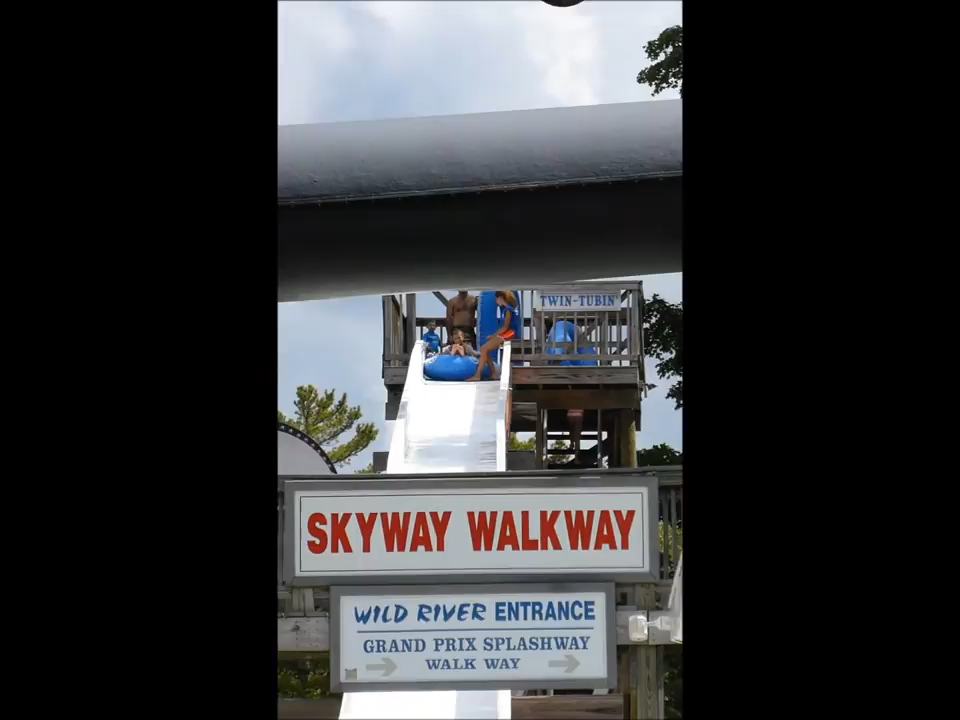 TWIN-TUBIN'
SKYWAY WALKWAY
WILD RIVER ENTRANCE
GRAND PRIX SPLASHWAY
WALK WAY